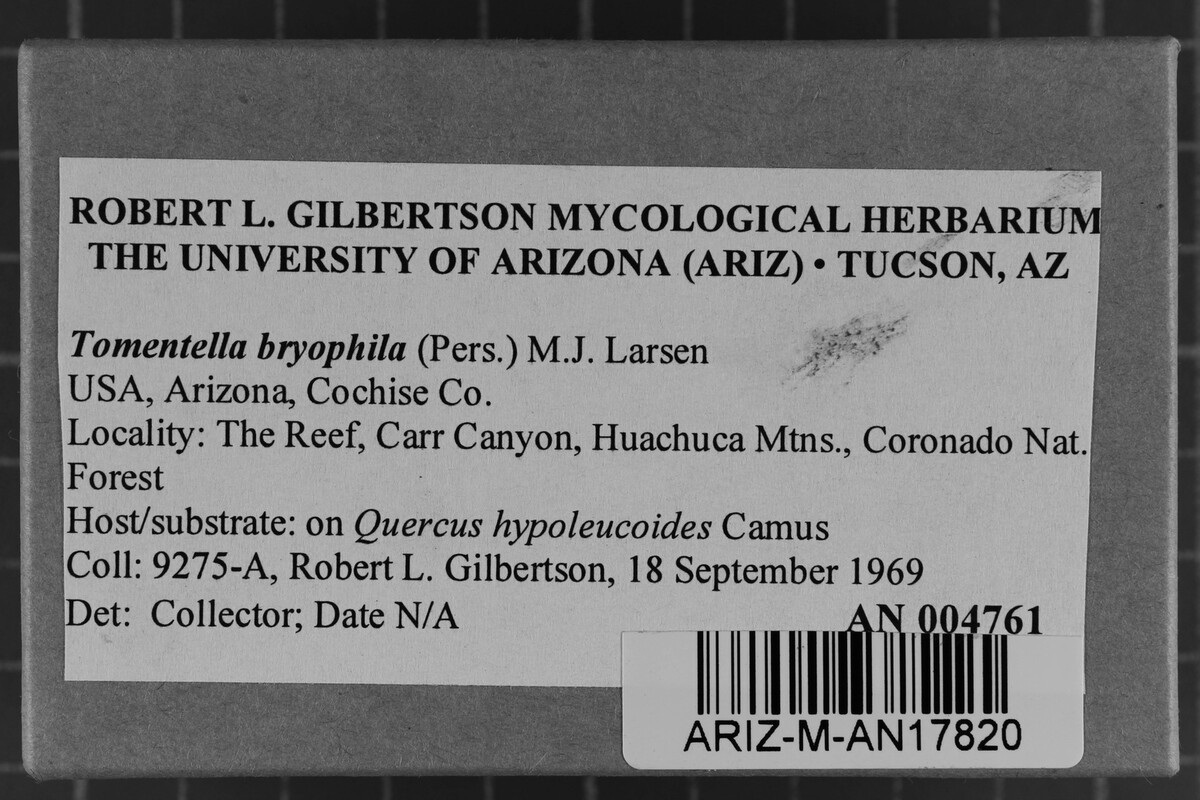 ROBERT L. GILBERTSON MYCOLOGICAL HERBARIUM
THE UNIVERSITY OF ARIZONA (ARIZ) • TUCSON, AZ
Tomentella bryophila (Pers.) M.J. Larsen
USA, Arizona, Cochise Co.
Locality: The Reef, Carr Canyon, Huachuca Mtns., Coronado Nat.
Forest
Host/substrate: on Quercus hypoleucoides Camus
Coll: 9275-A, Robert L. Gilbertson, 18 September 1969
Det: Collector; Date N/A
AN 004761
ARIZ-M-AN17820